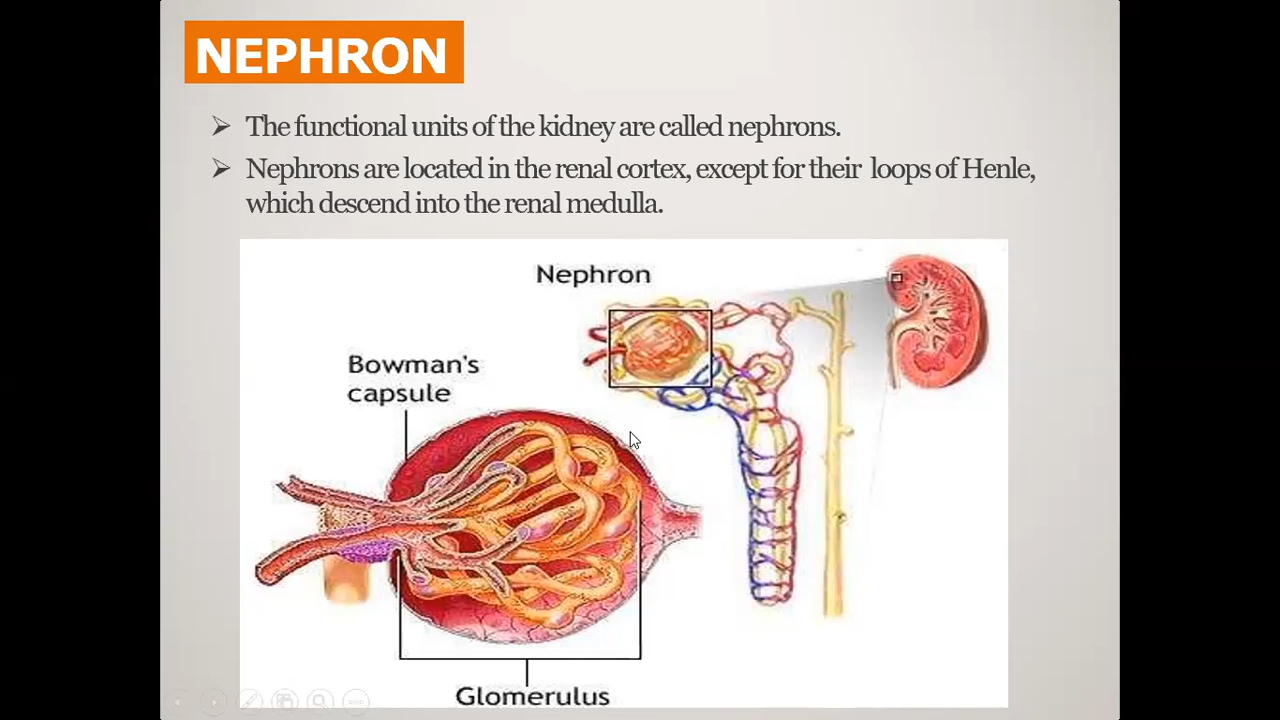 NEPHRON
The functional units of the kidney are called nephrons.
Nephrons are located in the renal cortex, except for their loops of Henle,
which descend into the renal medulla.
Nephron
Bowman's
capsule
Glomerulus